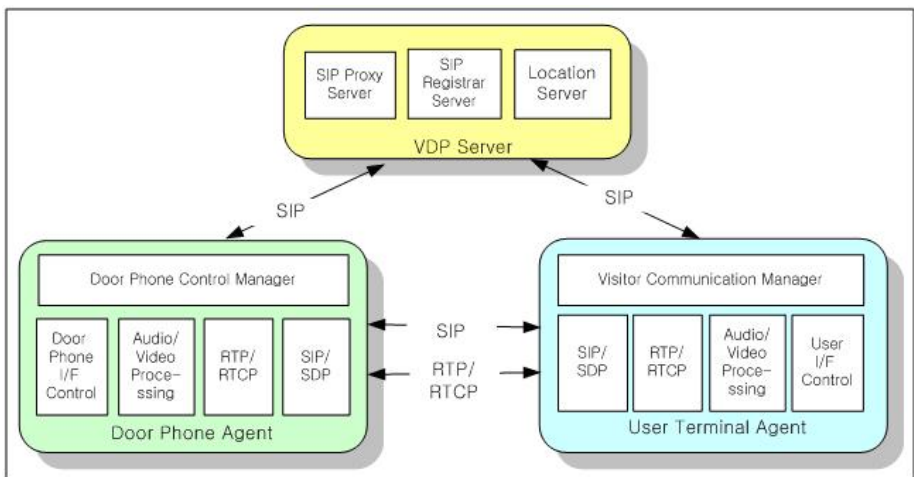 SIP Proxy
Server
SIP
Registrar
Server
Location
Server
VDP Server
SIP
SIP
Door Phone Control Manager
Door
Phone
I/F
Control
Audio/
Video
Proce-
ssing
RTP/
RTCP
SIP/
SDP
Door Phone Agent
SIP
RTP/
RTCP
Visitor Communication Manager
SIP/
SDP
RTP/
RTCP
Audio/
Video
Proce-
ssing
User
I/F
Control
User Terminal Agent